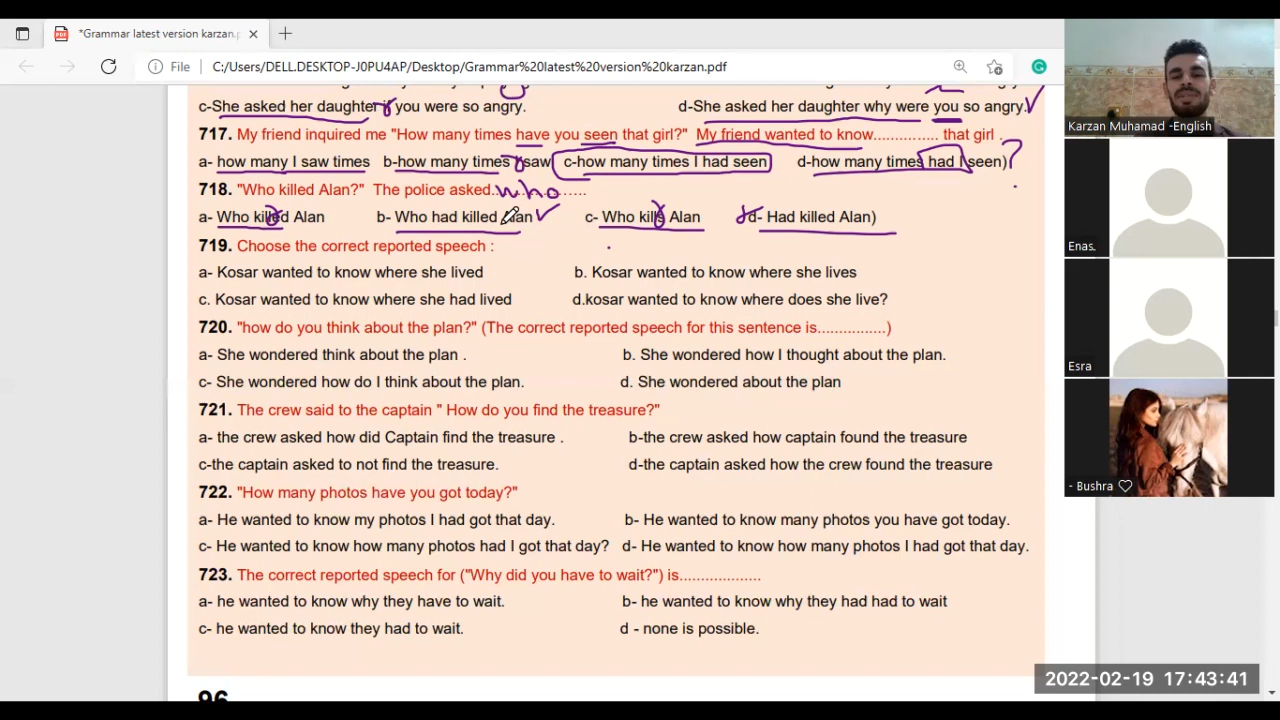 *Grammar latest version karzan.p
File C:/Users/DELL.DESKTOP-J0PU4AP/Desktop/Grammar%20latest%20version%20karzan.pdf
c-She asked her daughter if you were so angry. d-She asked her daughter why were you so angry.
717. My friend inquired me "How many times have you seen that girl?" My friend wanted to know............... that girl .
a- how many I saw times b-how many times I saw c-how many times I had seen d-how many times had I seen) ?
718. "Who killed Alan?" The police asked..................... who
a- Who killed Alan b- Who had killed Alan c- Who kills Alan d- Had killed Alan)
719. Choose the correct reported speech :
a- Kosar wanted to know where she lived b. Kosar wanted to know where she lives
c. Kosar wanted to know where she had lived d.kosar wanted to know where does she live?
720. "how do you think about the plan?" (The correct reported speech for this sentence is................)
a- She wondered think about the plan . b. She wondered how I thought about the plan.
c- She wondered how do I think about the plan. d. She wondered about the plan
721. The crew said to the captain " How do you find the treasure?"
a- the crew asked how did Captain find the treasure . b-the crew asked how captain found the treasure
c-the captain asked to not find the treasure. d-the captain asked how the crew found the treasure
722. "How many photos have you got today?"
a- He wanted to know my photos I had got that day. b- He wanted to know many photos you have got today.
c- He wanted to know how many photos had I got that day? d- He wanted to know how many photos I had got that day.
723. The correct reported speech for ("Why did you have to wait?") is...................
a- he wanted to know why they have to wait. b- he wanted to know why they had had to wait
c- he wanted to know they had to wait. d - none is possible.
96
Karzan Muhamad -English
Enas.
Esra
- Bushra ♡
2022-02-19 17:43:41